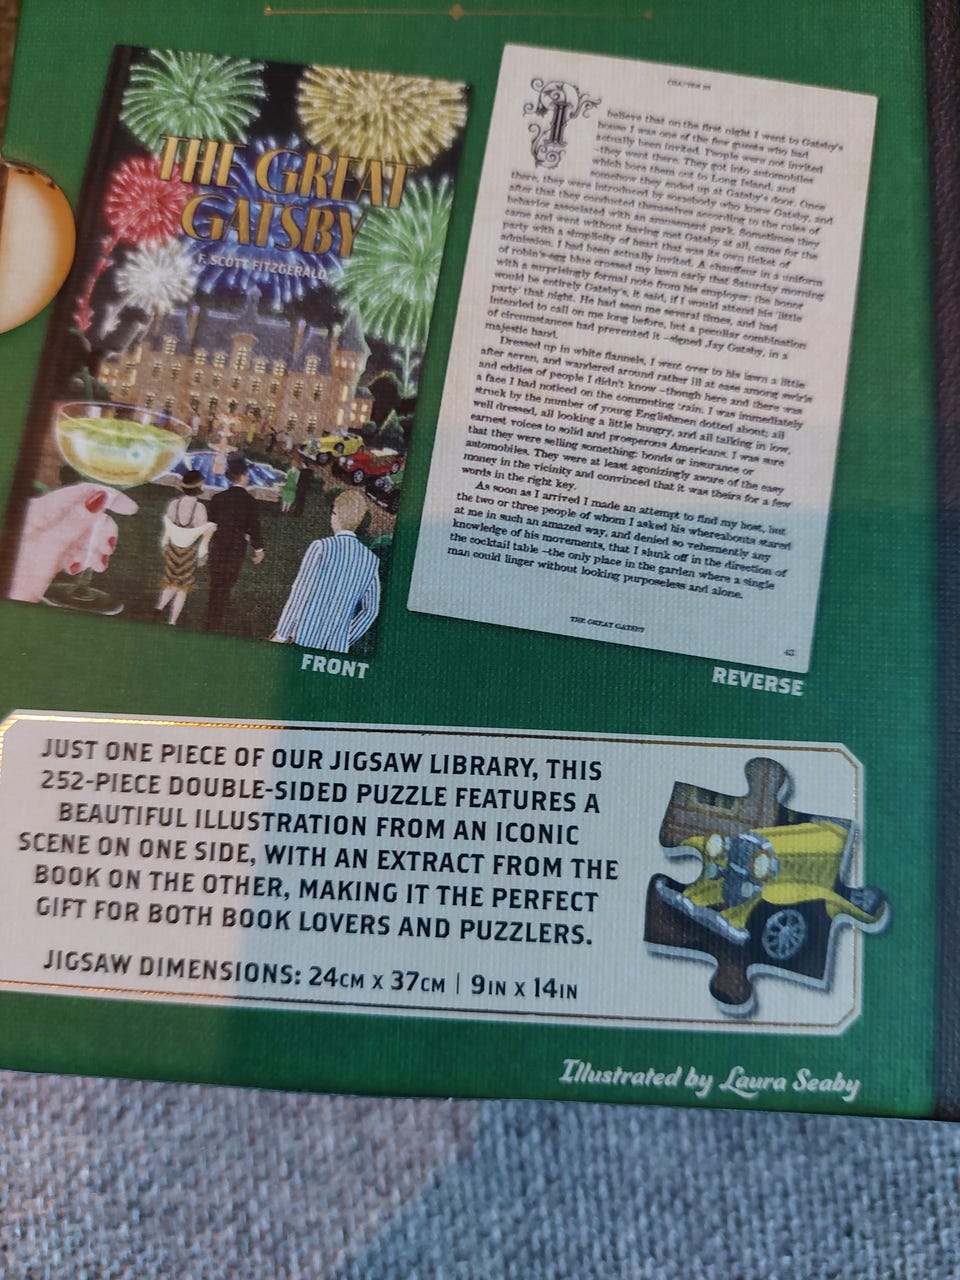 THE GREAT
GATSBY
F. SCOTT FITZGERALD
FRONT
CHAPTER III
I believe that on the first night I went to Gatsby's
house I was one of the few guests who had
actually been invited. People were not invited
–they went there. They got into automobiles
which bore them out to Long Island, and
somehow they ended up at Gatsby's door. Once
there, they were introduced by somebody who knew Gatsby, and
after that they conducted themselves according to the rules of
behavior associated with an amusement park. Sometimes they
came and went without having met Gatsby at all, came for the
party with a simplicity of heart that was its own ticket of
admission. I had been actually invited. A chauffeur in a uniform
of robin's-egg blue crossed my lawn early that Saturday morning
with a surprisingly formal note from his employer: the honor
would be entirely Gatsby's, it said, if I would attend his 'little
party' that night. He had seen me several times, and had
intended to call on me long before, but a peculiar combination
of circumstances had prevented it –signed Jay Gatsby, in a
majestic hand.
Dressed up in white flannels, I went over to his lawn a little
after seven, and wandered around rather ill at ease among swirls
and eddies of people I didn't know –though here and there was
a face I had noticed on the commuting train. I was immediately
struck by the number of young Englishmen dotted about; all
well dressed, all looking a little hungry, and all talking in low,
earnest voices to solid and prosperous Americans. I was sure
that they were selling something: bonds or insurance or
automobiles. They were at least agonizingly aware of the easy
money in the vicinity and convinced that it was theirs for a few
words in the right key.
As soon as I arrived I made an attempt to find my host, but
the two or three people of whom I asked his whereabouts stared
at me in such an amazed way, and denied so vehemently any
knowledge of his movements, that I slunk off in the direction of
the cocktail table –the only place in the garden where a single
man could linger without looking purposeless and alone.
THE GREAT GATSBY
43
REVERSE
JUST ONE PIECE OF OUR JIGSAW LIBRARY, THIS
252-PIECE DOUBLE-SIDED PUZZLE FEATURES A
BEAUTIFUL ILLUSTRATION FROM AN ICONIC
SCENE ON ONE SIDE, WITH AN EXTRACT FROM THE
BOOK ON THE OTHER, MAKING IT THE PERFECT
GIFT FOR BOTH BOOK LOVERS AND PUZZLERS.
JIGSAW DIMENSIONS: 24CM X 37CM | 9IN X 14IN
Illustrated by Laura Seaby